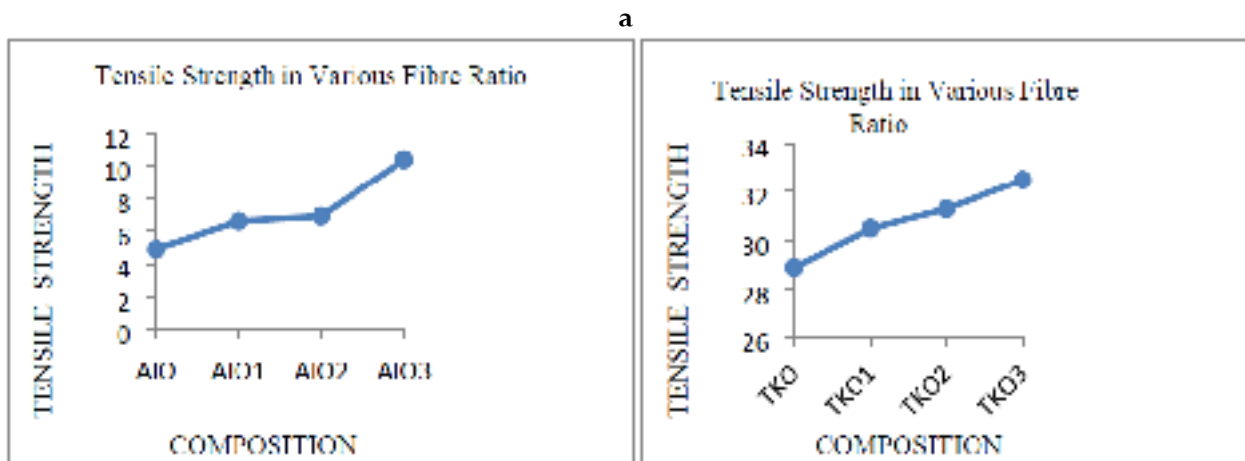 a
Tensile Strength in Various Fibre Ratio
TENSILE STRENGTH
12
10
8
6
4
2
0
AIO AIO1 AIO2 AIO3
COMPOSITION
Tensile Strength in Various Fibre
Ratio
TENSILE STRENGTH
34
32
30
28
26
TKO TKO1 TKO2 TKO3
COMPOSITION